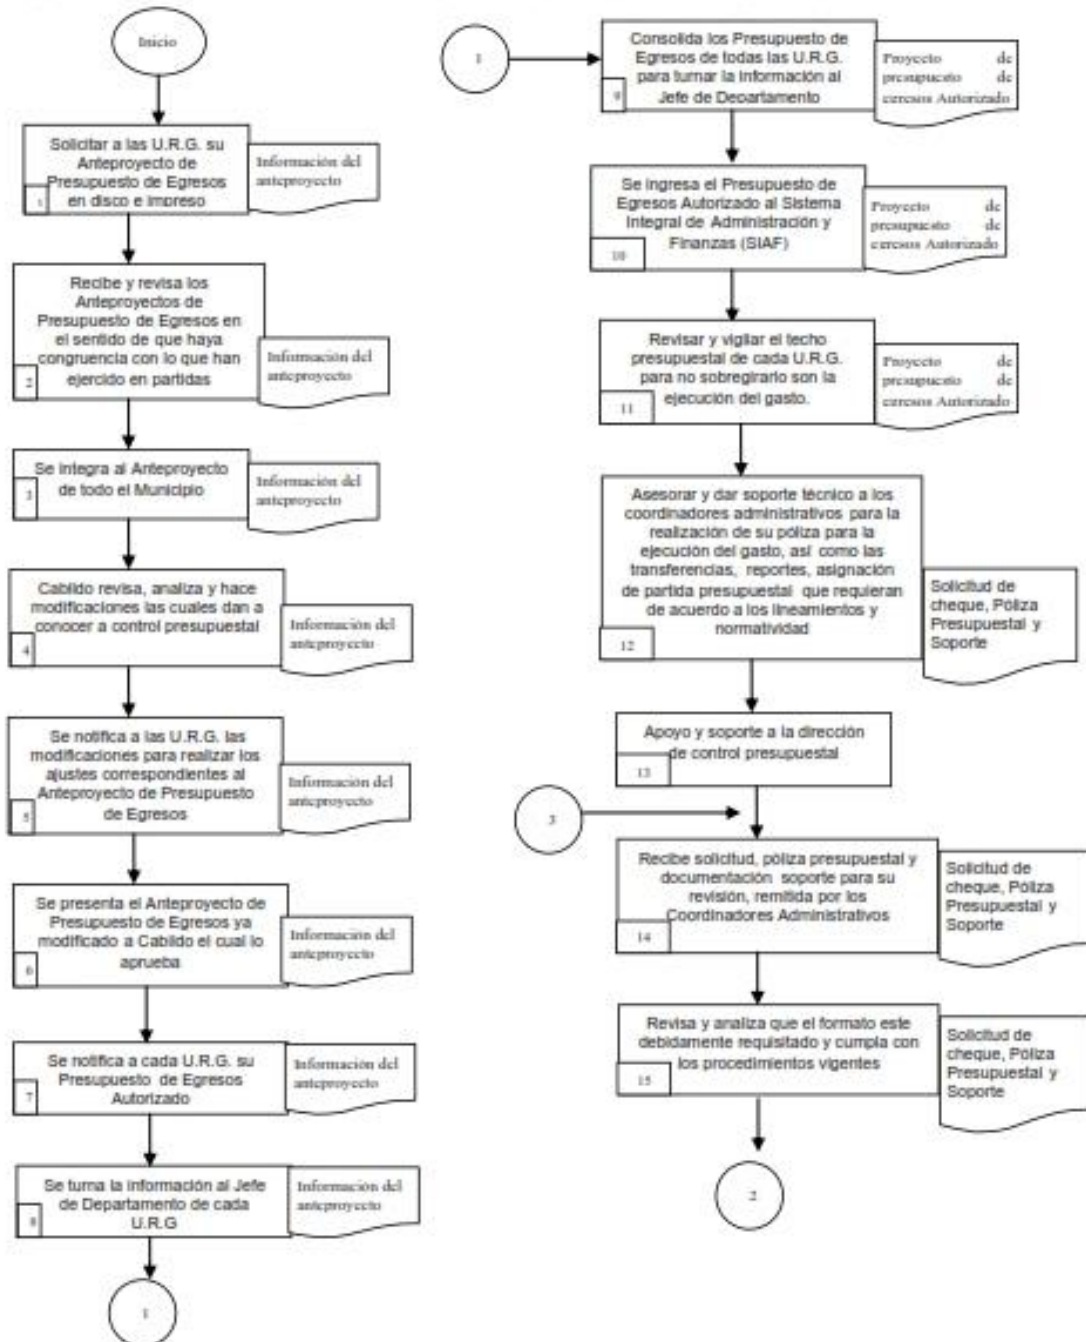 Inicio
Solicitar a las U.R.G. su
Anteproyecto de
Presupuesto de Egresos
en disco e impreso
1
Información del
anteproyecto
Recibe y revisa los
Anteproyectos de
Presupuesto de Egresos en
el sentido de que haya
congruencia con lo que han
ejercido en partidas
2
Información del
anteproyecto
Se integra al Anteproyecto
de todo el Municipio
3
Información del
anteproyecto
Cabildo revisa, analiza y hace
modificaciones las cuales dan a
conocer a control presupuestal
4
Información del
anteproyecto
Se notifica a las U.R.G. las
modificaciones para realizar los
ajustes correspondientes al
Anteproyecto de Presupuesto
de Egresos
5
Información del
anteproyecto
Se presenta el Anteproyecto de
Presupuesto de Egresos ya
modificado a Cabildo el cual lo
aprueba
6
Información del
anteproyecto
Se notifica a cada U.R.G. su
Presupuesto de Egresos
Autorizado
7
Información del
anteproyecto
Se turna la información al Jefe
de Departamento de cada
U.R.G
8
Información del
anteproyecto
1
1
Consolida los Presupuesto de
Egresos de todas las U.R.G.
para turnar la información al
Jefe de Departamento
9
Proyecto de
presupuesto de
egresos Autorizado
Se ingresa el Presupuesto de
Egresos Autorizado al Sistema
Integral de Administración y
Finanzas (SIAF)
10
Proyecto de
presupuesto de
egresos Autorizado
Revisar y vigilar el techo
presupuestal de cada U.R.G.
para no sobregirarlo son la
ejecución del gasto.
11
Proyecto de
presupuesto de
egresos Autorizado
Asesorar y dar soporte técnico a los
coordinadores administrativos para la
realización de su póliza para la
ejecución del gasto, así como las
transferencias, reportes, asignación
de partida presupuestal que requieran
de acuerdo a los lineamientos y
normatividad
12
Solicitud de
cheque, Póliza
Presupuestal y
Soporte
Apoyo y soporte a la dirección
de control presupuestal
13
3
Recibe solicitud, póliza presupuestal y
documentación soporte para su
revisión, remitida por los
Coordinadores Administrativos
14
Solicitud de
cheque, Póliza
Presupuestal y
Soporte
Revisa y analiza que el formato este
debidamente requisitado y cumpla con
los procedimientos vigentes
15
Solicitud de
cheque, Póliza
Presupuestal y
Soporte
2